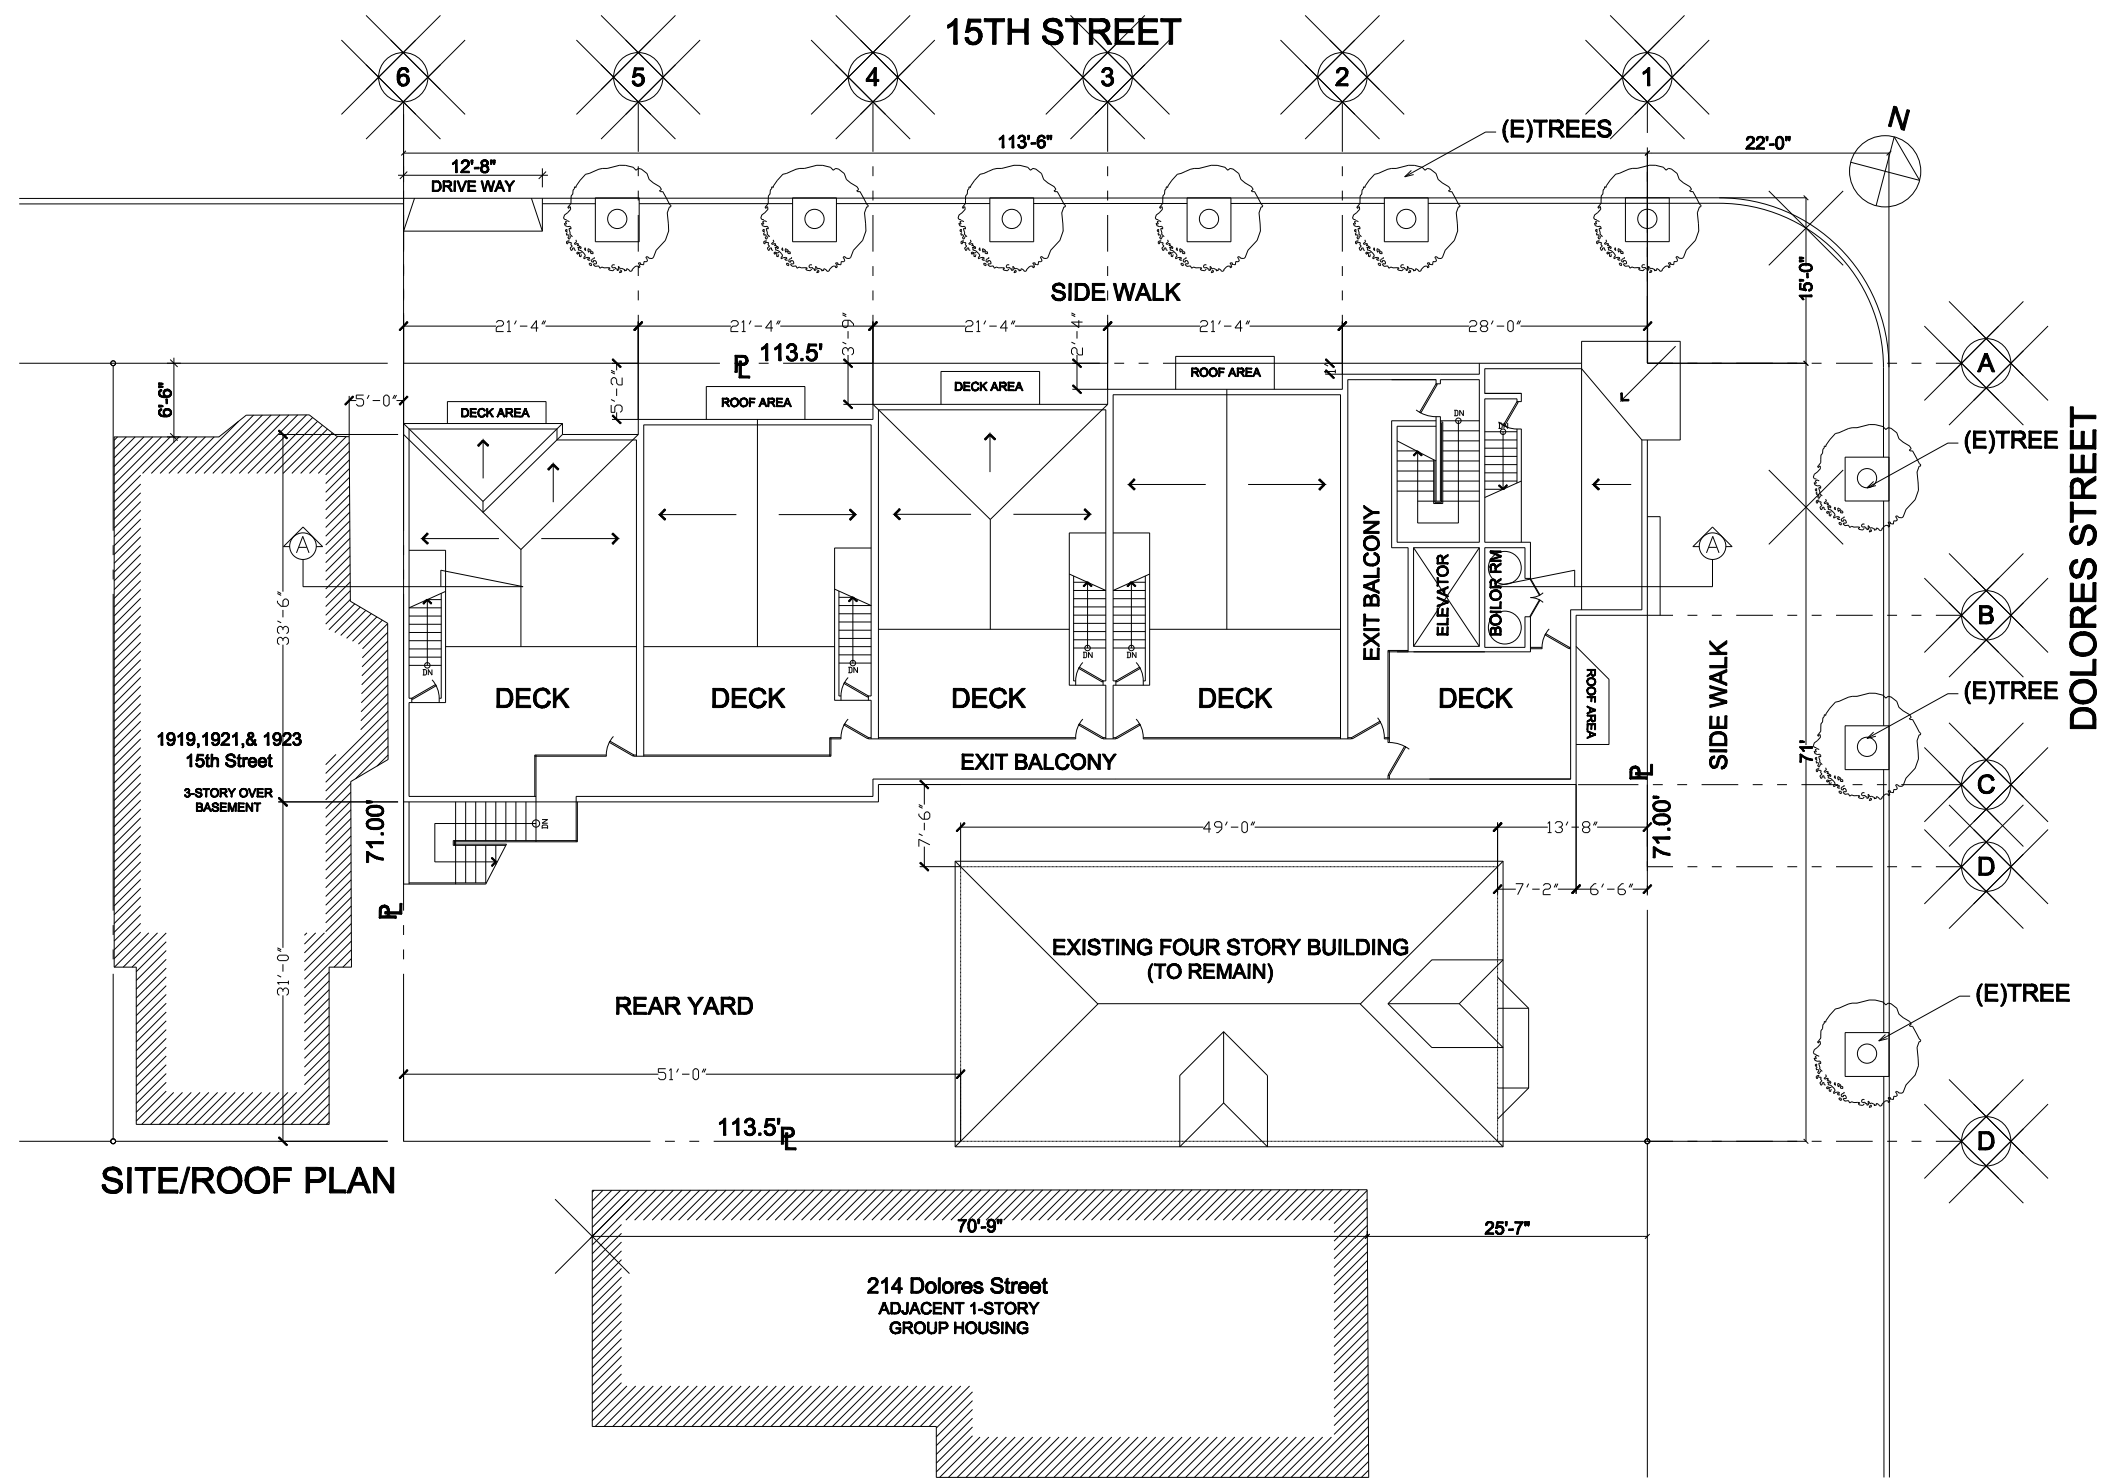 15TH STREET
6
5
4
3
2
1
N
(E)TREES
113'-6"
22'-0"
12'-8"
DRIVE WAY
15'-0"
SIDE WALK
21'-4"
21'-4"
21'-4"
21'-4"
28'-0"
113.5'
PL
3'-9"
2'-4"
5'-2"
5'-0"
6'-6"
A
DECK AREA
ROOF AREA
DECK AREA
ROOF AREA
DN
DN
(E)TREE
DOLORES STREET
EXIT BALCONY
ELEVATOR
BOILOR RM
A
A
33'-6"
B
DN
DN
DN
DN
DECK
DECK
DECK
DECK
DECK
ROOF AREA
SIDE WALK
(E)TREE
1919,1921,& 1923
15th Street
3-STORY OVER
BASEMENT
EXIT BALCONY
71'
PL
C
71.00'
DN
7'-6"
49'-0"
13'-8"
71.00'
D
7'-2"
6'-6"
PL
EXISTING FOUR STORY BUILDING
(TO REMAIN)
31'-0"
REAR YARD
(E)TREE
51'-0"
113.5'
PL
D
SITE/ROOF PLAN
70'-9"
25'-7"
214 Dolores Street
ADJACENT 1-STORY
GROUP HOUSING